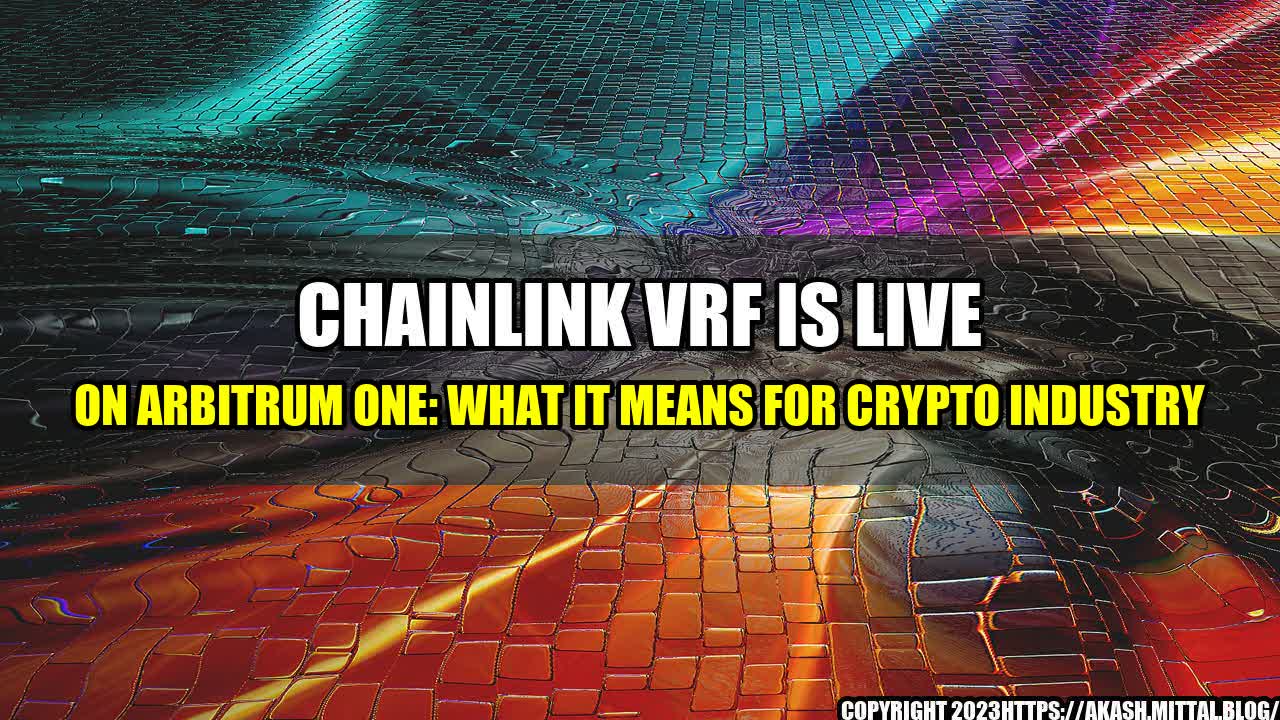 CHAINLINK VRF IS LIVE
ON ARBITRUM ONE: WHAT IT MEANS FOR CRYPTO INDUSTRY
COPYRIGHT 2023HTTPS://AKASH.MITTAL.BLOG/